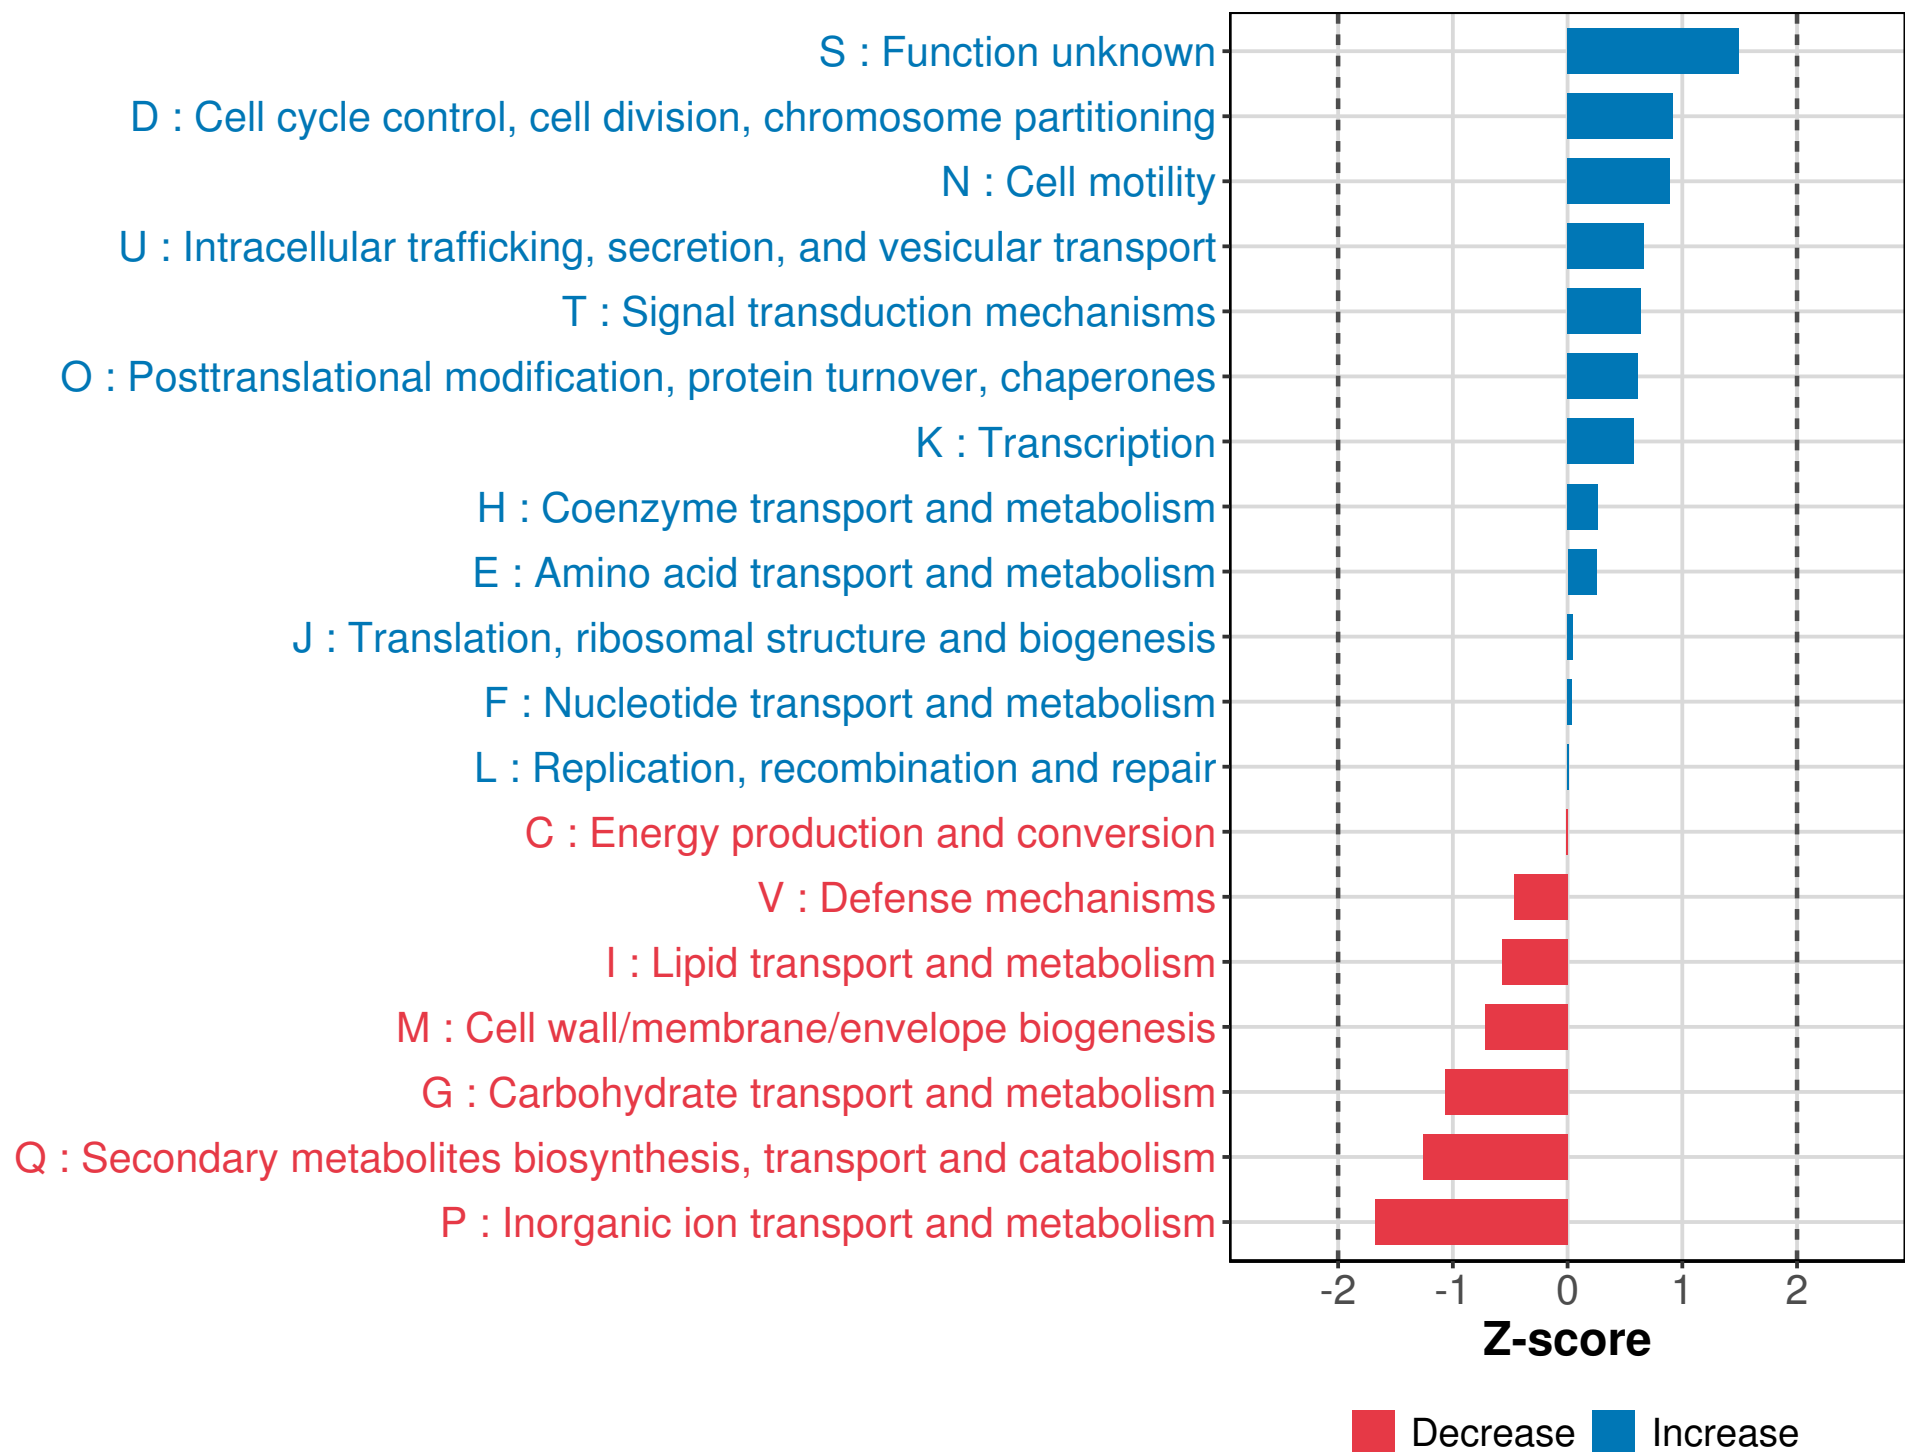 S : Function unknown
D : Cell cycle control, cell division, chromosome partitioning
N : Cell motility
U : Intracellular trafficking, secretion, and vesicular transport
T : Signal transduction mechanisms
O : Posttranslational modification, protein turnover, chaperones
K : Transcription
H : Coenzyme transport and metabolism
E : Amino acid transport and metabolism
J : Translation, ribosomal structure and biogenesis
F : Nucleotide transport and metabolism
L : Replication, recombination and repair
C : Energy production and conversion
V : Defense mechanisms
I : Lipid transport and metabolism
M : Cell wall/membrane/envelope biogenesis
G : Carbohydrate transport and metabolism
Q : Secondary metabolites biosynthesis, transport and catabolism
P : Inorganic ion transport and metabolism
-2 -1 0 1 2
Z-score
Decrease Increase